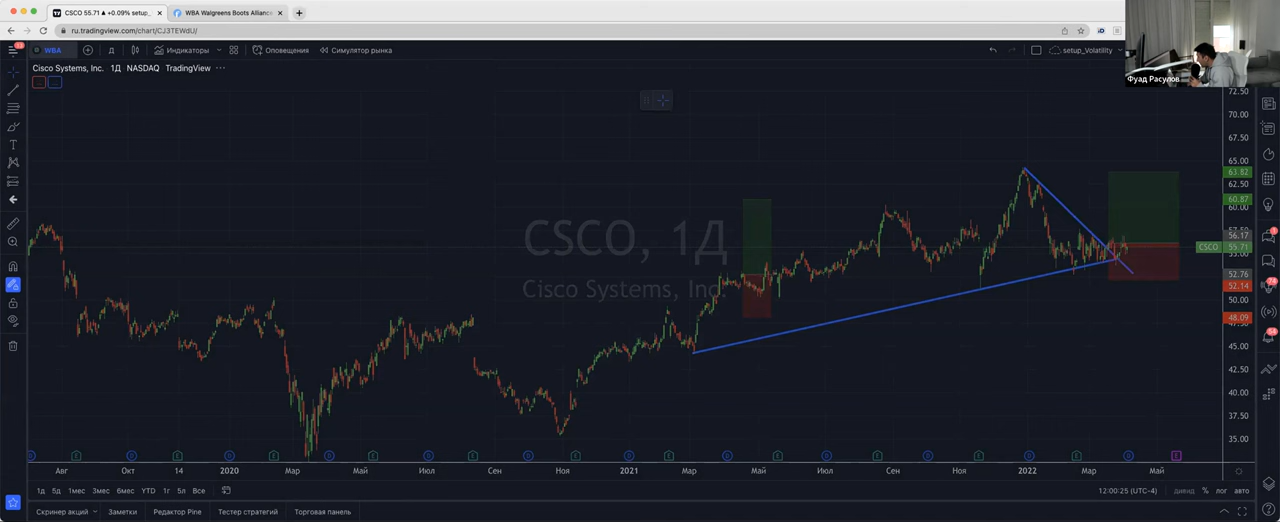 CSCO 55.71 ▲ +0.09% setup_
WBA Walgreens Boots Alliance
ru.tradingview.com/chart/CJ3TEWdU/
WBA Д Индикаторы Оповещения Симулятор рынка setup_Volatility
Cisco Systems, Inc. 1Д NASDAQ TradingView
Фуад Расулов
CSCO, 1Д
Cisco Systems, Inc.
72.50
70.00
67.50
65.00
63.82
62.50
60.87
60.00
56.17
CSCO 55.71
52.76
52.14
50.00
48.09
45.00
42.50
40.00
37.50
35.00
Авг Окт 14 2020 Мар Май Июл Сен Ноя 2021 Мар Май Июл Сен Ноя 2022 Мар Май
1д 5д 1мес 3мес 6мес YTD 1г 5л Все 12:00:25 (UTC-4) дивид % лог авто
Скринер акций Заметки Редактор Pine Тестер стратегий Торговая панель